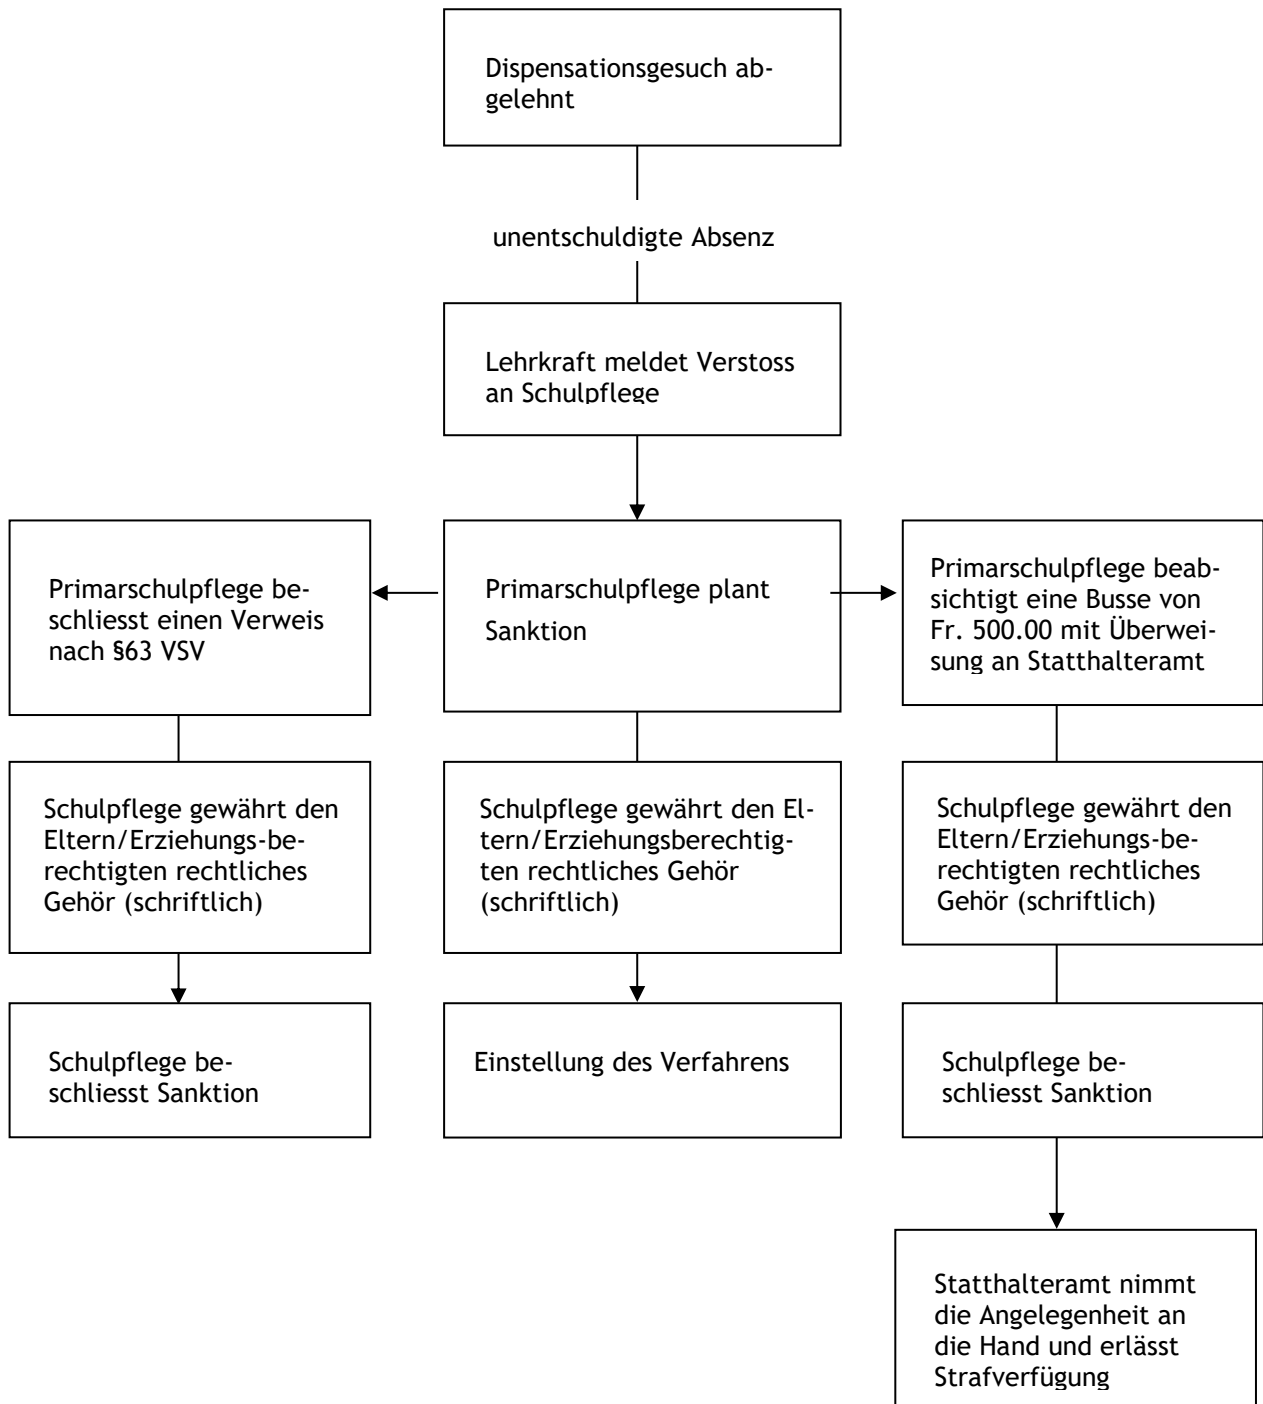 Dispensationsgesuch ab-
gelehnt
unentschuldigte Absenz
Lehrkraft meldet Verstoss
an Schulpflege
Primarschulpflege be-
schliesst einen Verweis
nach §63 VSV
Primarschulpflege plant
Sanktion
Primarschulpflege beab-
sichtigt eine Busse von
Fr. 500.00 mit Überwei-
sung an Statthalteramt
Schulpflege gewährt den
Eltern/Erziehungs-be-
rechtigten rechtliches
Gehör (schriftlich)
Schulpflege gewährt den El-
tern/Erziehungsberechtig-
ten rechtliches Gehör
(schriftlich)
Schulpflege gewährt den
Eltern/Erziehungs-be-
rechtigten rechtliches
Gehör (schriftlich)
Schulpflege be-
schliesst Sanktion
Einstellung des Verfahrens
Schulpflege be-
schliesst Sanktion
Statthalteramt nimmt
die Angelegenheit an
die Hand und erlässt
Strafverfügung